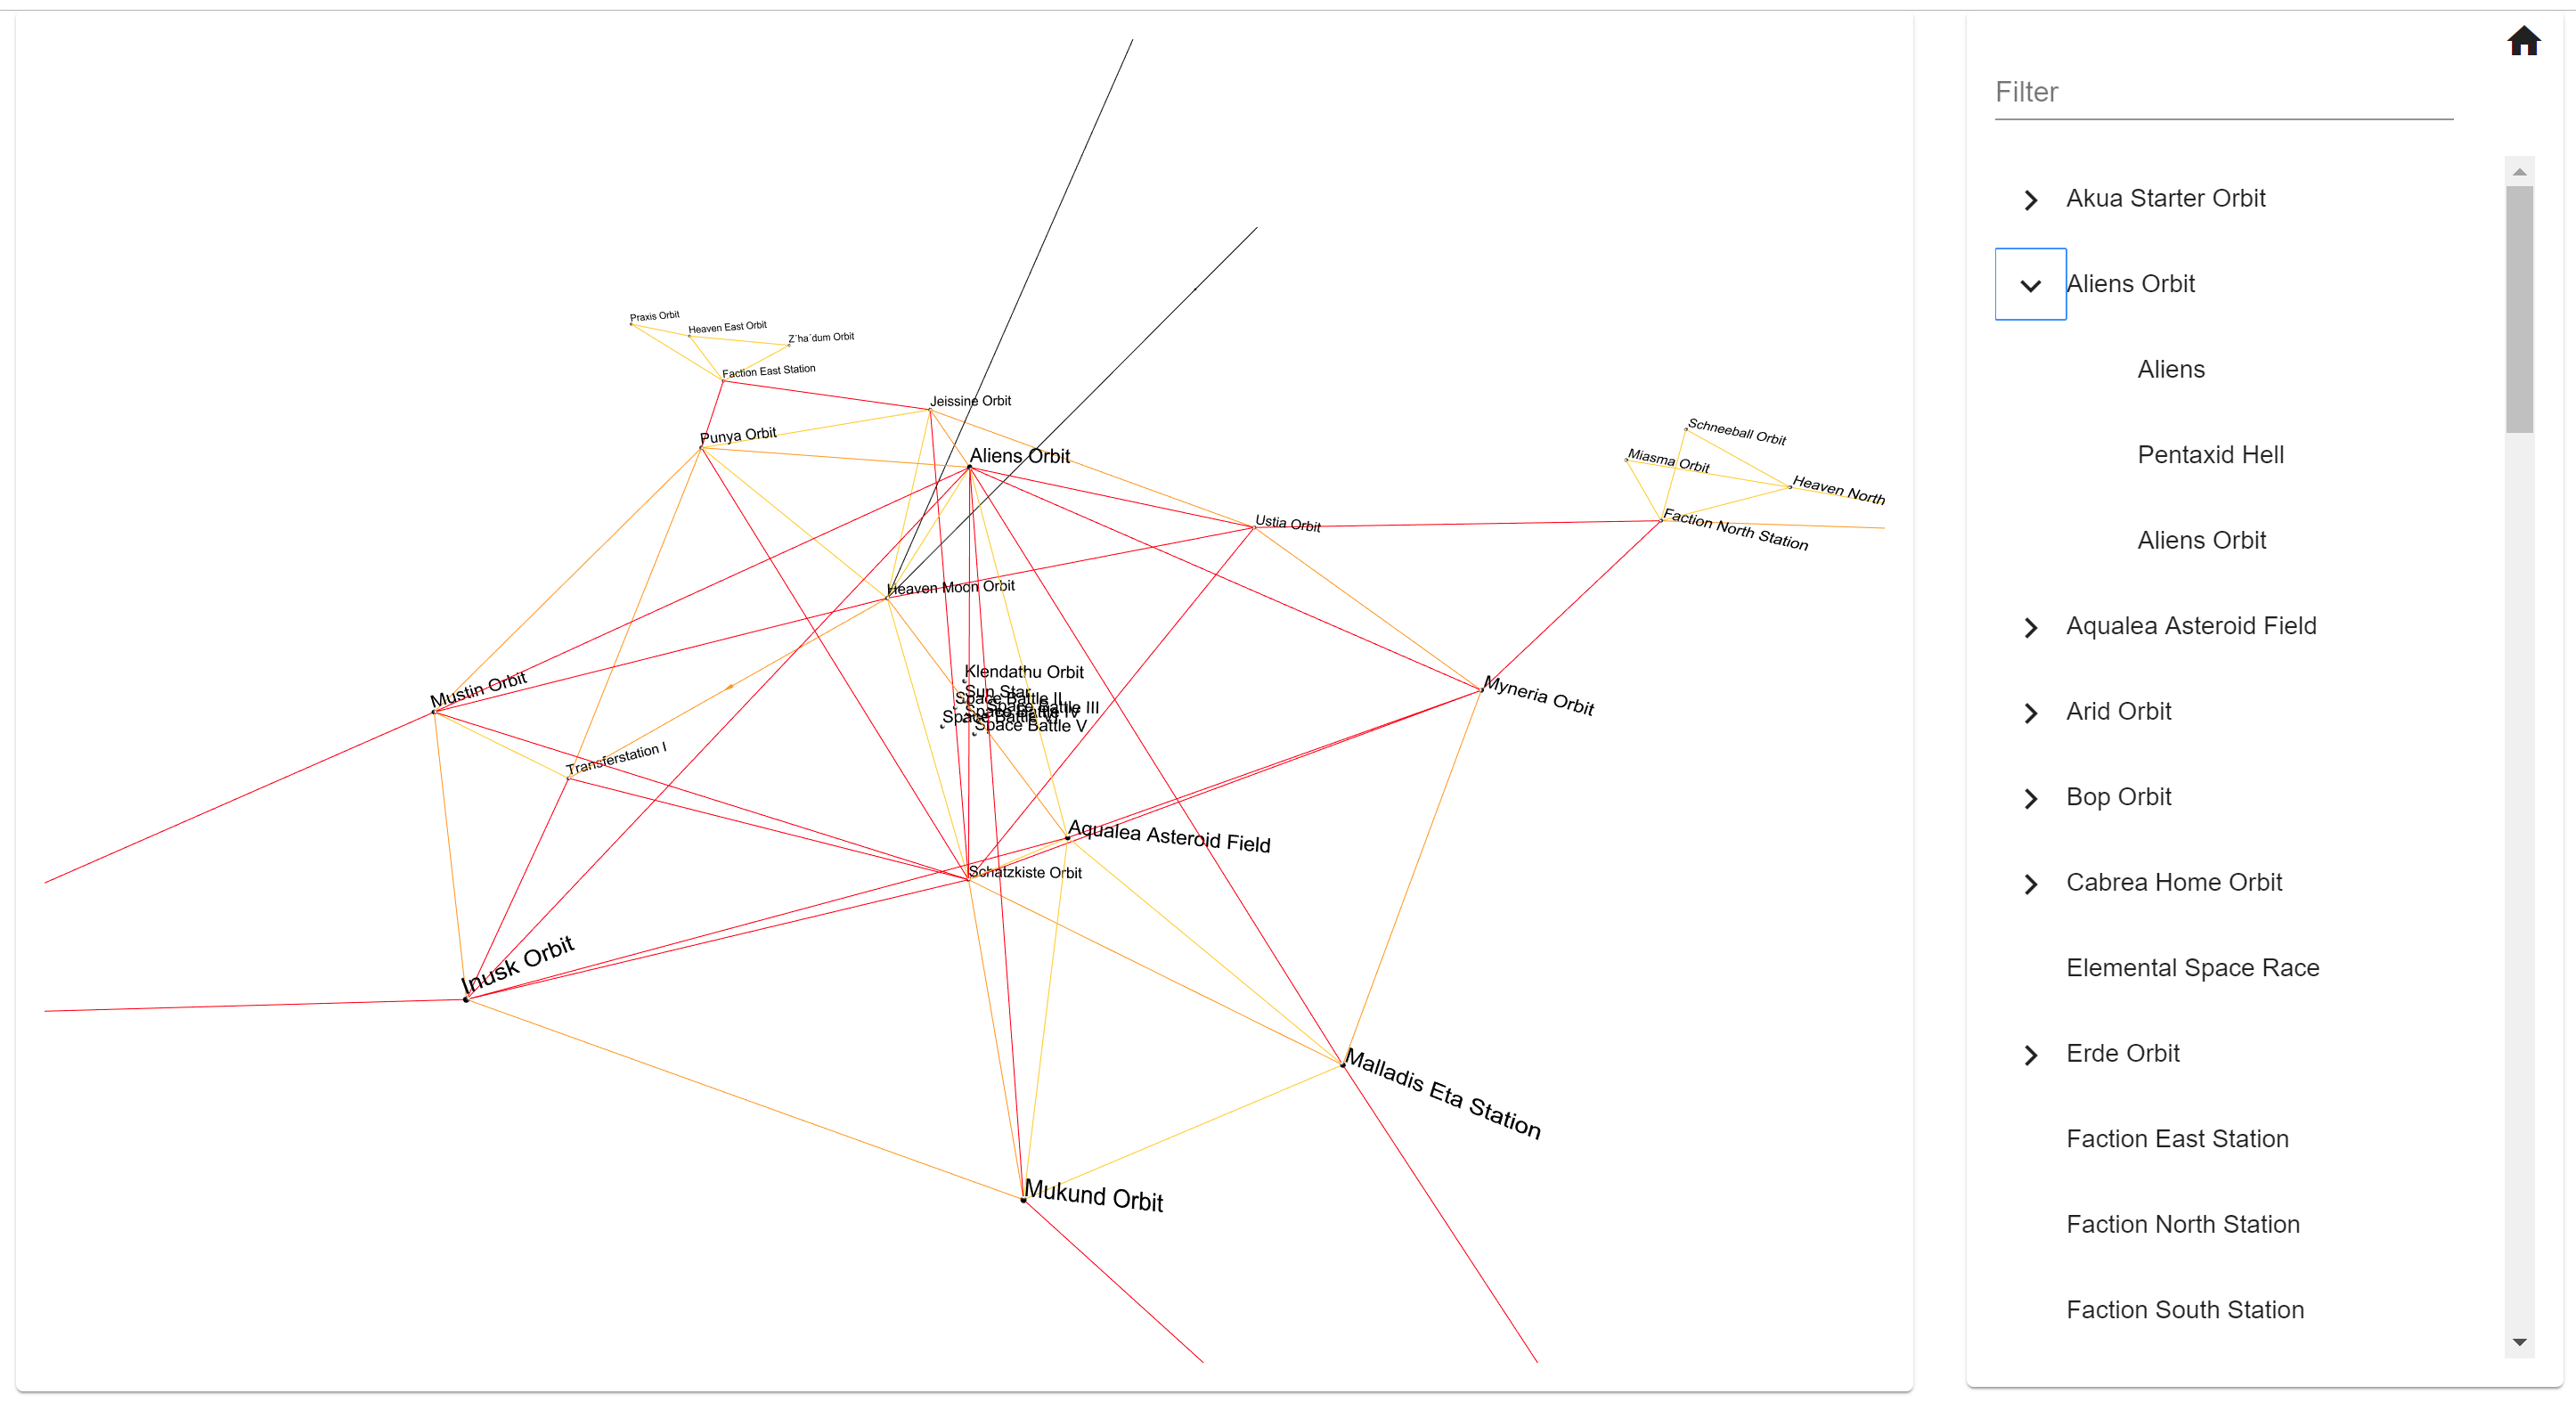 Praxis Orbit
Heaven East Orbit
Z´ha´dum Orbit
Faction East Station
Jeissine Orbit
Punya Orbit
Aliens Orbit
Schneeball Orbit
Miasma Orbit
Heaven North
Faction North Station
Ustia Orbit
Heaven Moon Orbit
Klendathu Orbit
Sun Star
Space Battle II
Space Battle III
Space Battle IV
Space Battle
Space Battle V
Mustin Orbit
Myneria Orbit
Transferstation I
Aqualea Asteroid Field
Schatzkiste Orbit
Inusk Orbit
Malladis Eta Station
Mukund Orbit
Filter
Akua Starter Orbit
Aliens Orbit
Aliens
Pentaxid Hell
Aliens Orbit
Aqualea Asteroid Field
Arid Orbit
Bop Orbit
Cabrea Home Orbit
Elemental Space Race
Erde Orbit
Faction East Station
Faction North Station
Faction South Station